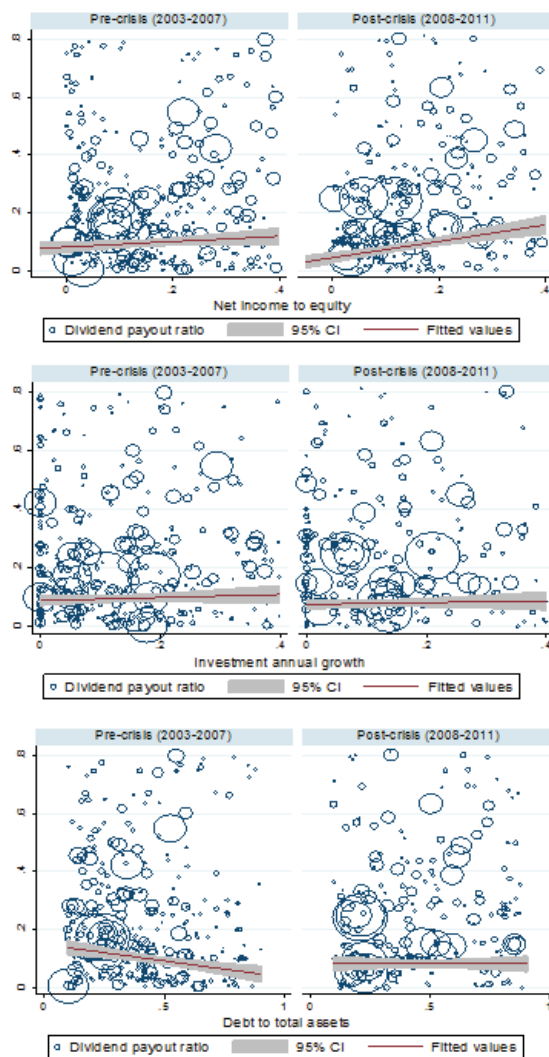 Pre-crisis (2003-2007) Post-crisis (2008-2011)
.8
.6
.4
.2
0
0 .2 .4 0 .2 .4
Net income to equity
Dividend payout ratio 95% CI Fitted values
Pre-crisis (2003-2007) Post-crisis (2008-2011)
.8
.6
.4
.2
0
0 .2 .4 0 .2 .4
Investment annual growth
Dividend payout ratio 95% CI Fitted values
Pre-crisis (2003-2007) Post-crisis (2008-2011)
.8
.6
.4
.2
0
0 .5 1 0 .5 1
Debt to total assets
Dividend payout ratio 95% CI Fitted values